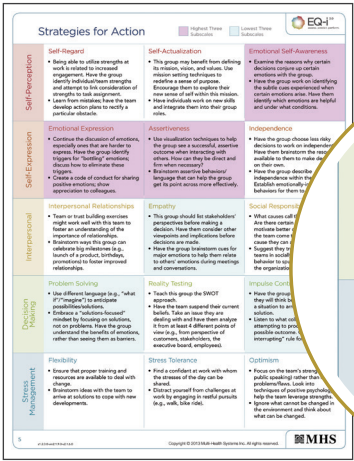 Strategies for Action
Highest Three
Subscales
Lowest Three
Subscales
EQ-i
Self-Perception
Self-Regard
• Being able to utilize strengths at
work is related to increased
engagement. Have the group
identify individual/team strengths
and attempt to link consideration of
strengths to task assignment.
• Learn from mistakes; have the team
develop action plans to rectify a
particular obstacle.
Self-Actualization
• This group may benefit from defining
its mission, vision, and values. Use
mission setting techniques to
redefine a sense of purpose.
Encourage them to explore their
new sense of self within this mission.
• Have individuals work on new skills
and integrate them into their group
roles.
Emotional Self-Awareness
• Examine the reasons why certain
decisions conjure up certain
emotions with the group.
• Have the group work on identifying
the subtle cues experienced when
certain emotions arise. Have them
identify which emotions are helpful
and under what conditions.
Self-Expression
Emotional Expression
• Continue the discussion of emotions,
especially ones that are harder to
express. Have the group identify
triggers for "bottling" emotions;
discuss how to eliminate these
triggers.
• Create a code of conduct for sharing
positive emotions; show
appreciation to colleagues.
Assertiveness
• Use visualization techniques to help
the group see a successful, assertive
outcome when interacting with
others. How can they be direct and
firm when necessary?
• Brainstorm assertive behaviors/
language that can help the group
get its point across more effectively.
Independence
• Have the group choose less risky
decisions to work on independen
Have them brainstorm the reso
available to them to make de
on their own.
• Have the group describe
independence within th
Establish emotionally-i
behaviors for them to
Interpersonal
Interpersonal Relationships
• Team or trust building exercises
might work well with the team to
foster an understanding of the
importance of relationships.
• Brainstorm ways this group can
celebrate big milestones (e.g.,
launch of a product, birthdays,
promotions) to foster improved
relationships.
Empathy
• This group should list stakeholders'
perspectives before making a
decision. Have them consider other
viewpoints and implications before
decisions are made.
• Have the group brainstorm cues for
major emotions to help them relate
to others' emotions during meetings
and conversations.
Social Responsib
• What causes call t
Are there certain
motivate better
the team come
cause they can
• Suggest they b
teams in social
behavior to sp
the organizatio
Decision
Making
Problem Solving
• Use different language (e.g., "what
if"/"imagine") to anticipate
possibilities/solutions.
• Embrace a "solutions-focused"
mindset by focusing on solutions,
not on problems. Have the group
understand the benefits of emotions,
rather than seeing them as barriers.
Reality Testing
• Teach this group the SWOT
approach.
• Have the team suspend their current
beliefs. Take an issue they are
dealing with and have them analyze
it from at least 4 different points of
view (e.g., from perspective of
customers, stakeholders, the
executive board, employees).
Impulse Cont
• Have the group
they will think be
a situation to arr
solution.
• Listen to what col
attempting to proc
possible outcome.
interrupting" rule fo
Stress
Management
Flexibility
• Ensure that proper training and
resources are available to deal with
change.
• Brainstorm ideas with the team to
arrive at solutions to cope with new
developments.
Stress Tolerance
• Find a confidant at work with whom
the stresses of the day can be
shared.
• Distract yourself from challenges at
work by engaging in restful pursuits
(e.g., walk, bike ride).
Optimism
• Focus on the team's strengt
public speaking) rather than
problems/flaws. Look into
techniques of positive psycholog
help the team leverage strengths.
• Ignore what cannot be changed in
the environment and think about
what can be changed.
5
Copyright © 2013 Multi-Health Systems Inc. All rights reserved.
MHS